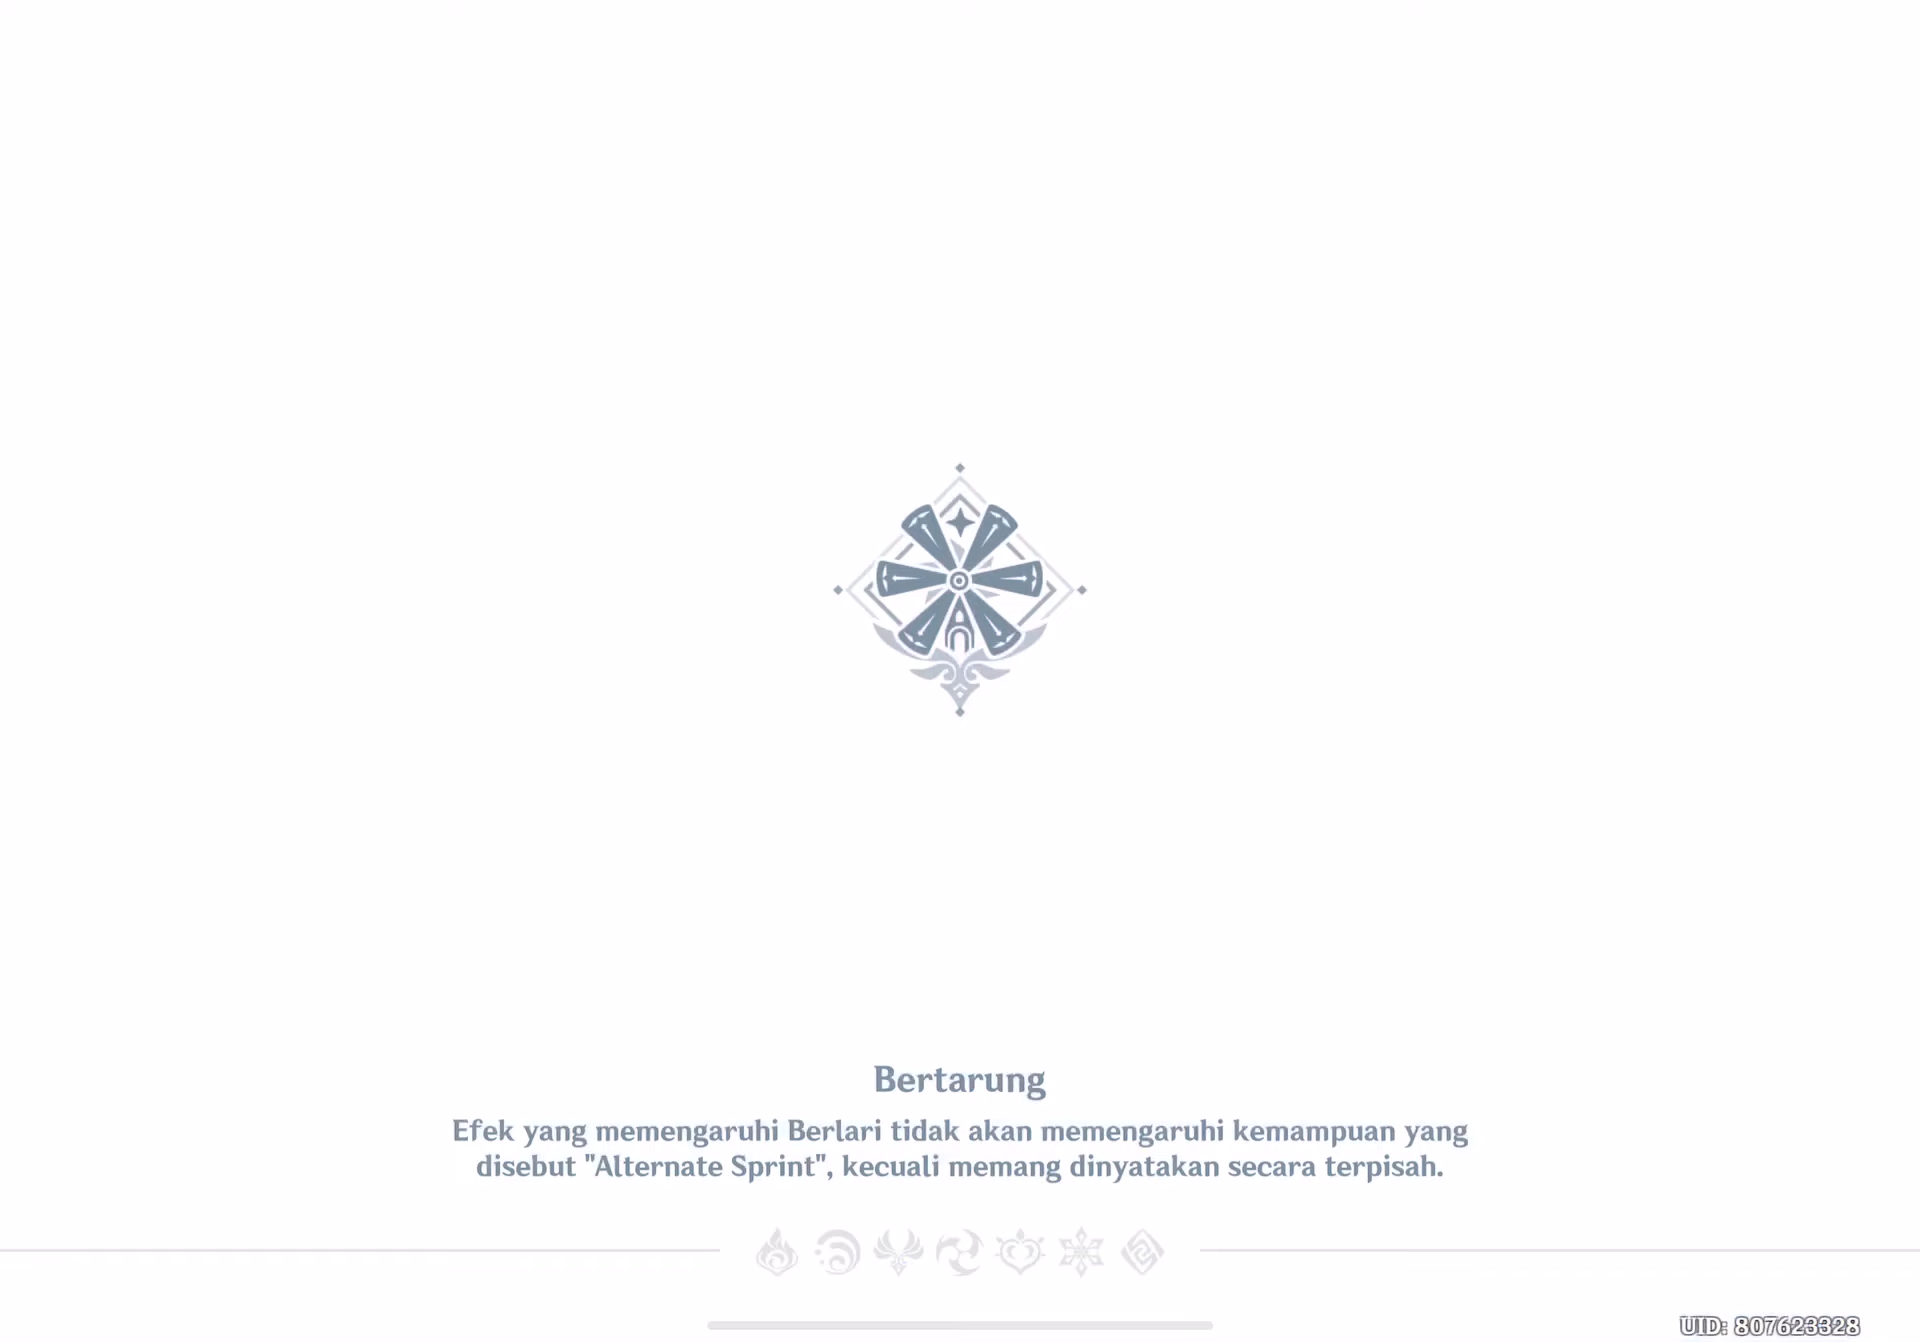 Bertarung
Efek yang memengaruhi Berlari tidak akan memengaruhi kemampuan yang
disebut "Alternate Sprint", kecuali memang dinyatakan secara terpisah.
UID: 807623328